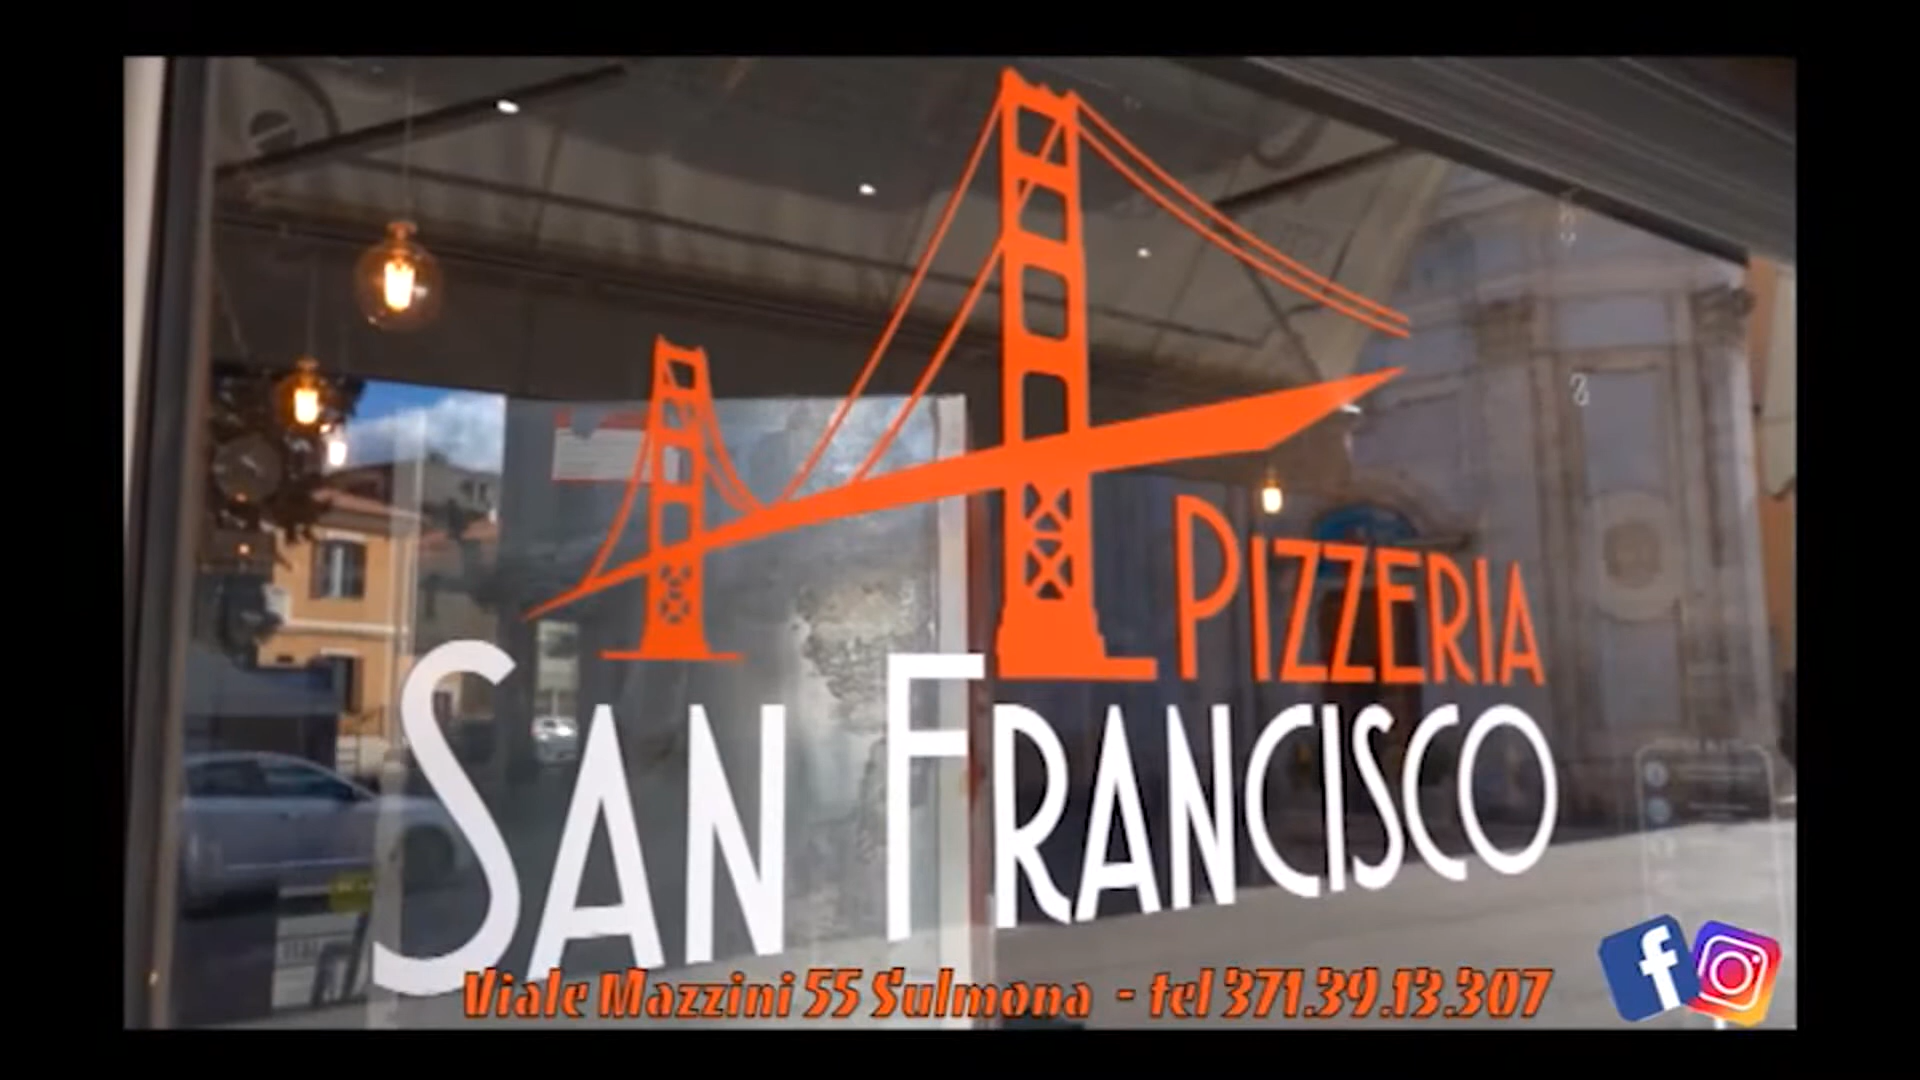 PIZZERIA
SAN FRANCISCO
Viale Mazzini 55 Sulmona - tel 371.39.13.307